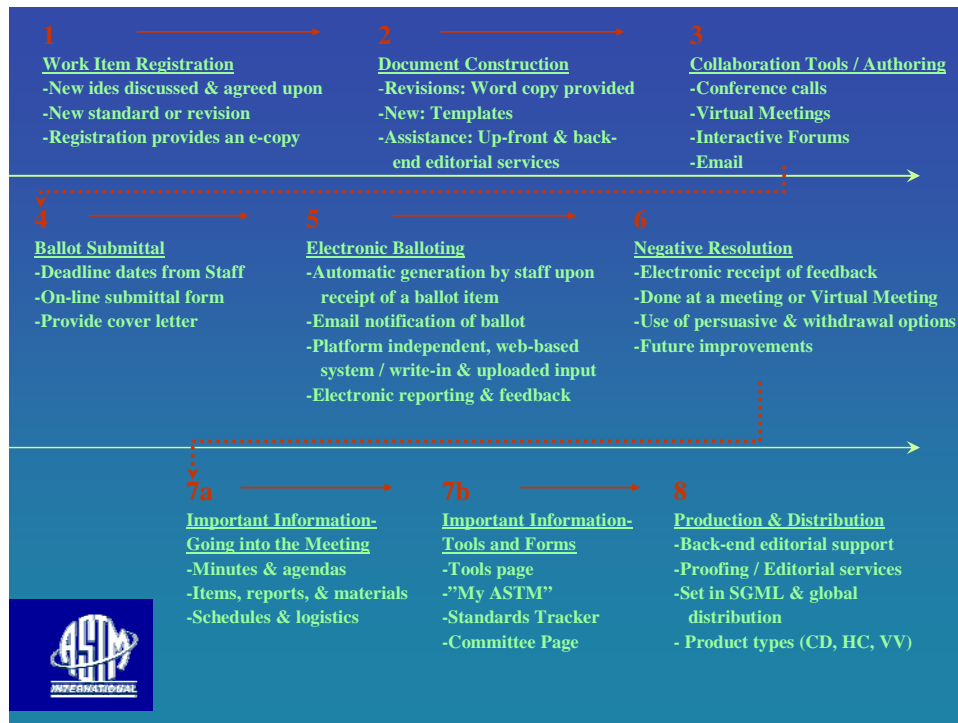 1
Work Item Registration
-New ides discussed & agreed upon
-New standard or revision
-Registration provides an e-copy
2
Document Construction
-Revisions: Word copy provided
-New: Templates
-Assistance: Up-front & back-
end editorial services
3
Collaboration Tools / Authoring
-Conference calls
-Virtual Meetings
-Interactive Forums
-Email
4
Ballot Submittal
-Deadline dates from Staff
-On-line submittal form
-Provide cover letter
5
Electronic Balloting
-Automatic generation by staff upon
receipt of a ballot item
-Email notification of ballot
-Platform independent, web-based
system / write-in & uploaded input
-Electronic reporting & feedback
6
Negative Resolution
-Electronic receipt of feedback
-Done at a meeting or Virtual Meeting
-Use of persuasive & withdrawal options
-Future improvements
7a
Important Information-
Going into the Meeting
-Minutes & agendas
-Items, reports, & materials
-Schedules & logistics
7b
Important Information-
Tools and Forms
-Tools page
-”My ASTM”
-Standards Tracker
-Committee Page
8
Production & Distribution
-Back-end editorial support
-Proofing / Editorial services
-Set in SGML & global
distribution
- Product types (CD, HC, VV)
ASTM
INTERNATIONAL